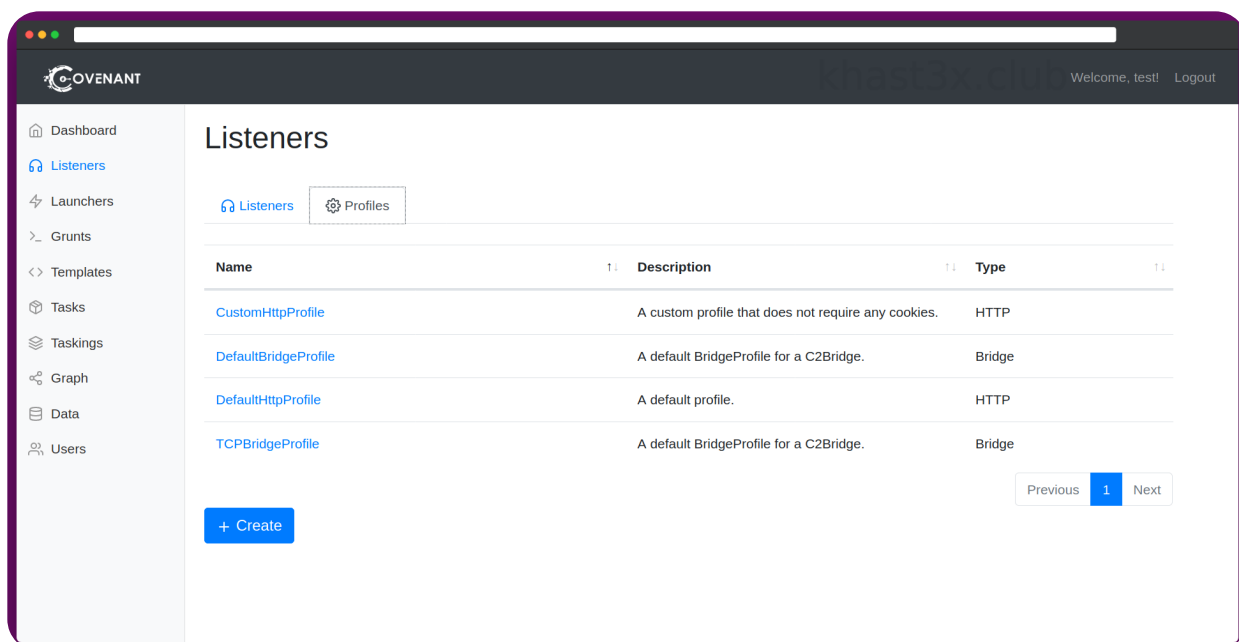 COVENANT
khast3x.club
Welcome, test! Logout
Dashboard
Listeners
Launchers
Grunts
Templates
Tasks
Taskings
Graph
Data
Users
Listeners
Listeners Profiles
Name Description Type
CustomHttpProfile A custom profile that does not require any cookies. HTTP
DefaultBridgeProfile A default BridgeProfile for a C2Bridge. Bridge
DefaultHttpProfile A default profile. HTTP
TCPBridgeProfile A default BridgeProfile for a C2Bridge. Bridge
Previous 1 Next
+ Create